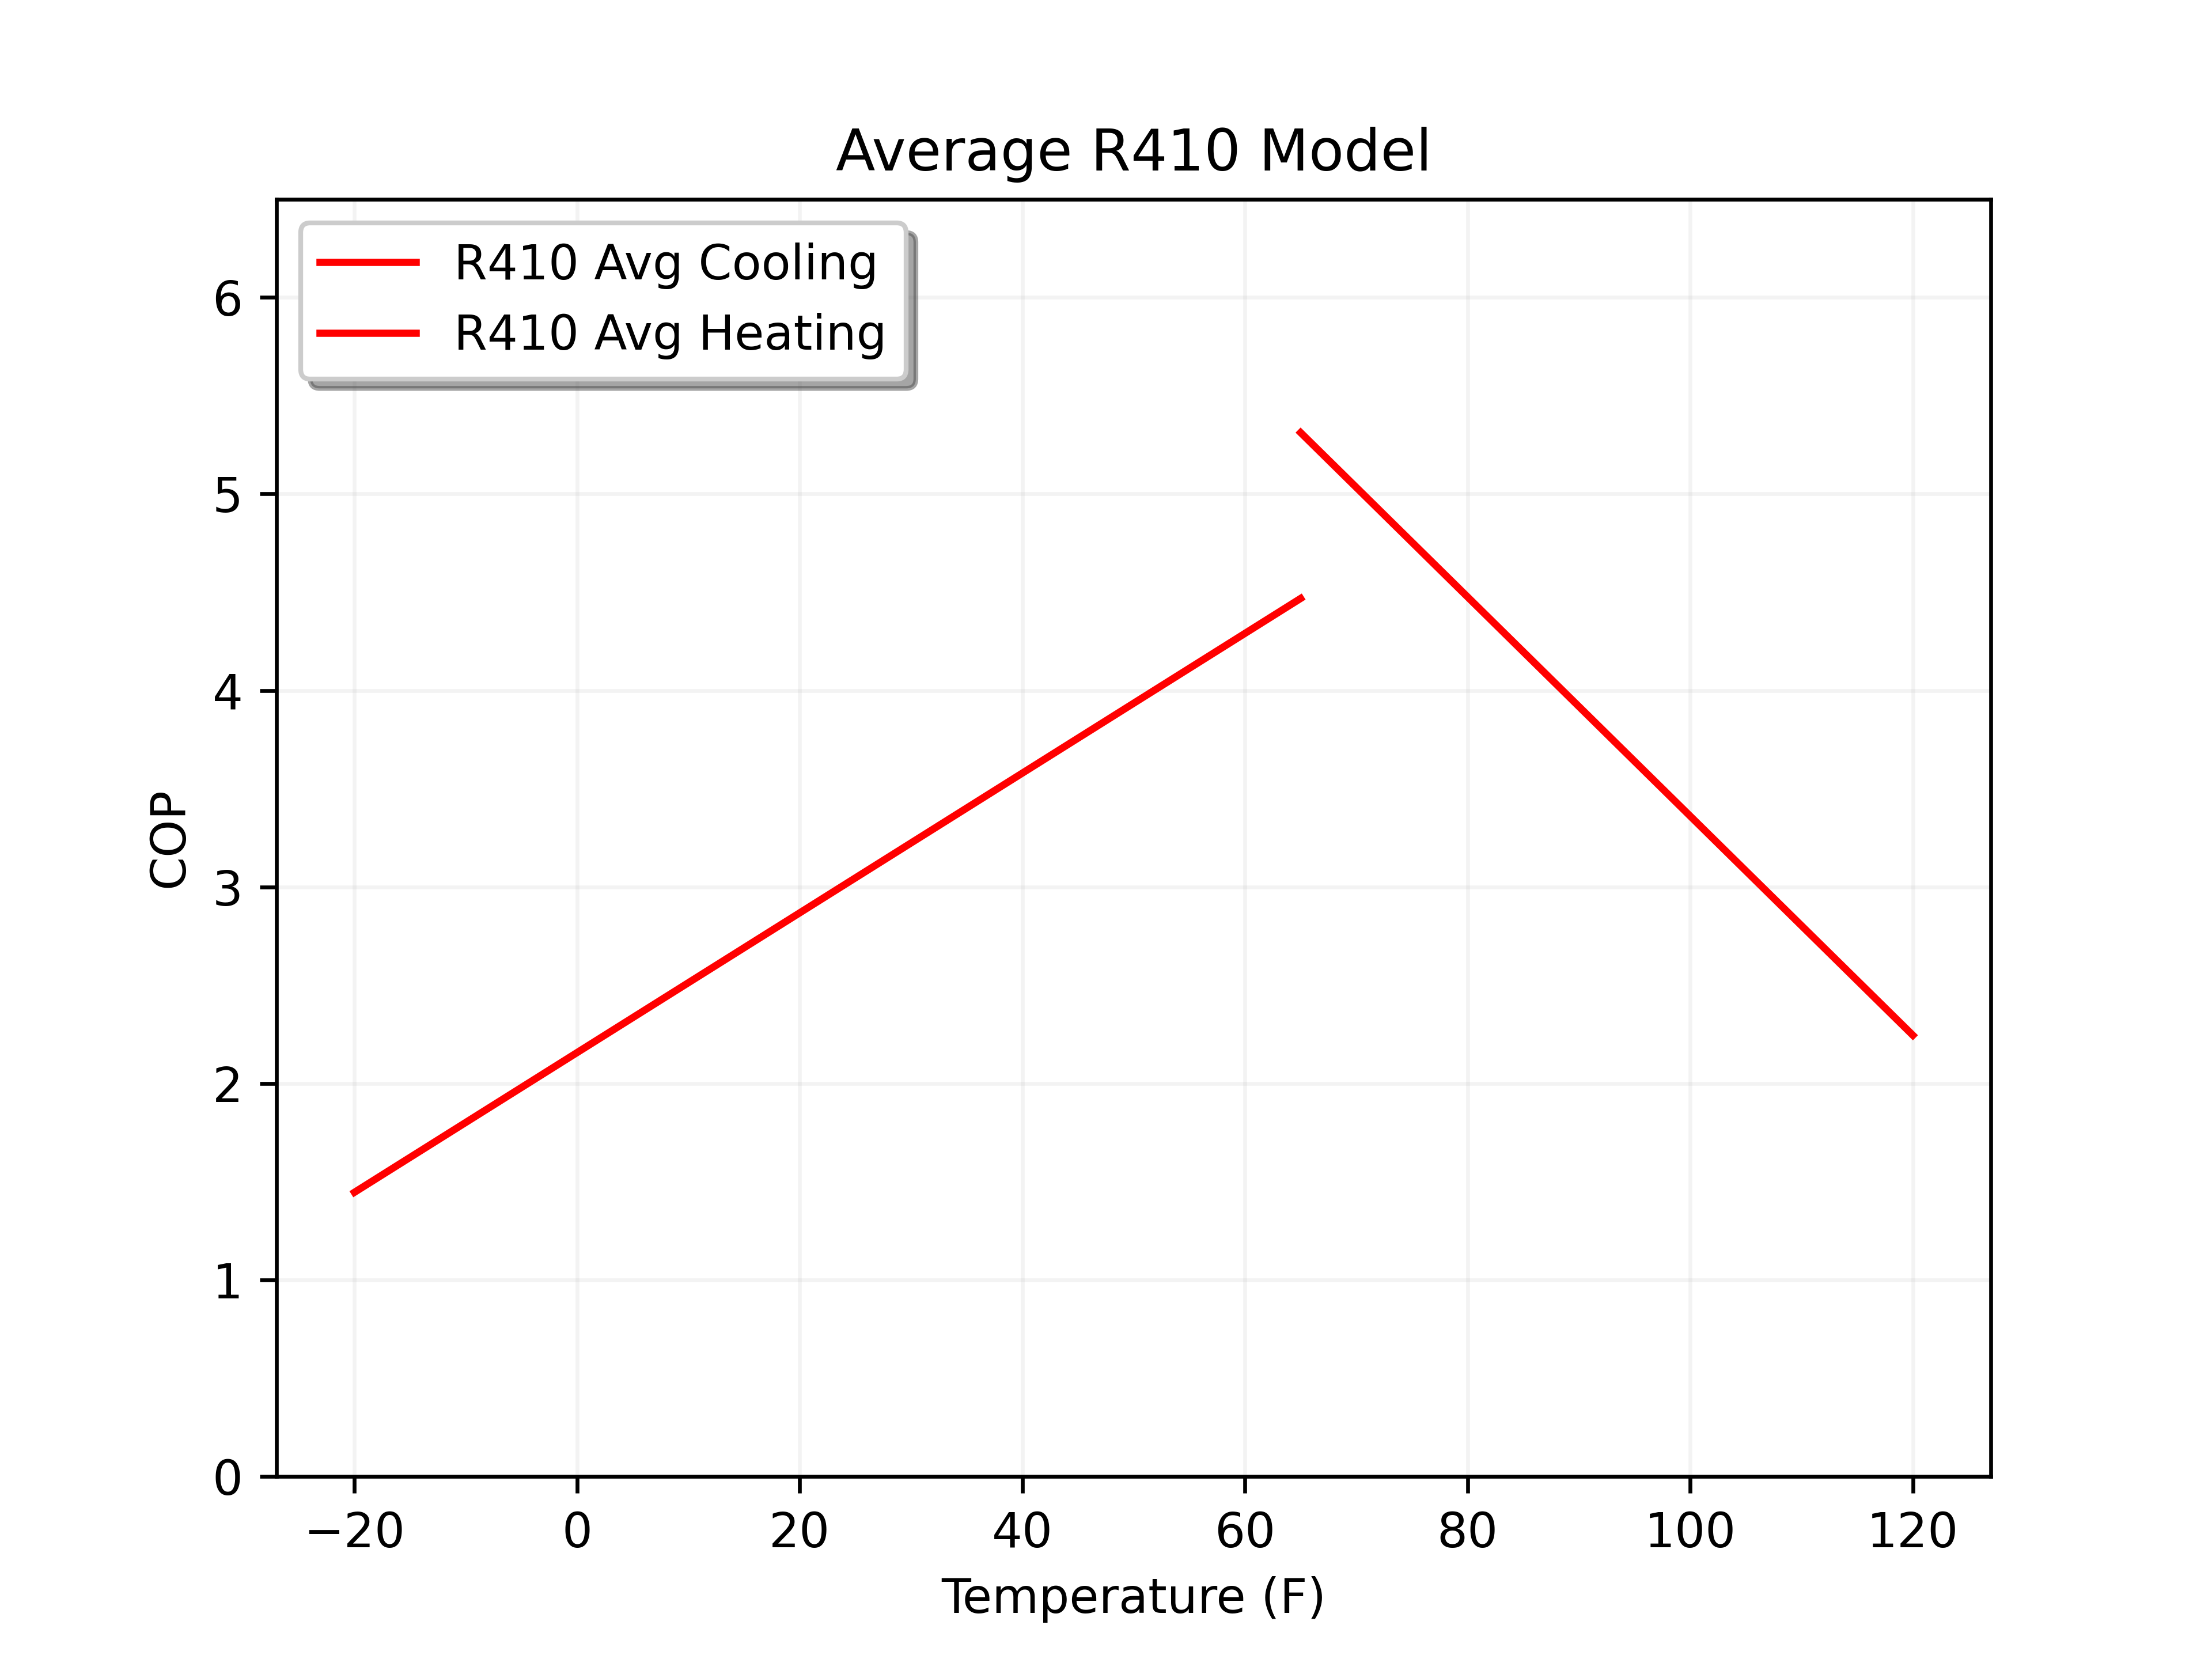 Average R410 Model
R410 Avg Cooling
R410 Avg Heating
6
5
4
3
2
1
0
COP
−20 0 20 40 60 80 100 120
Temperature (F)